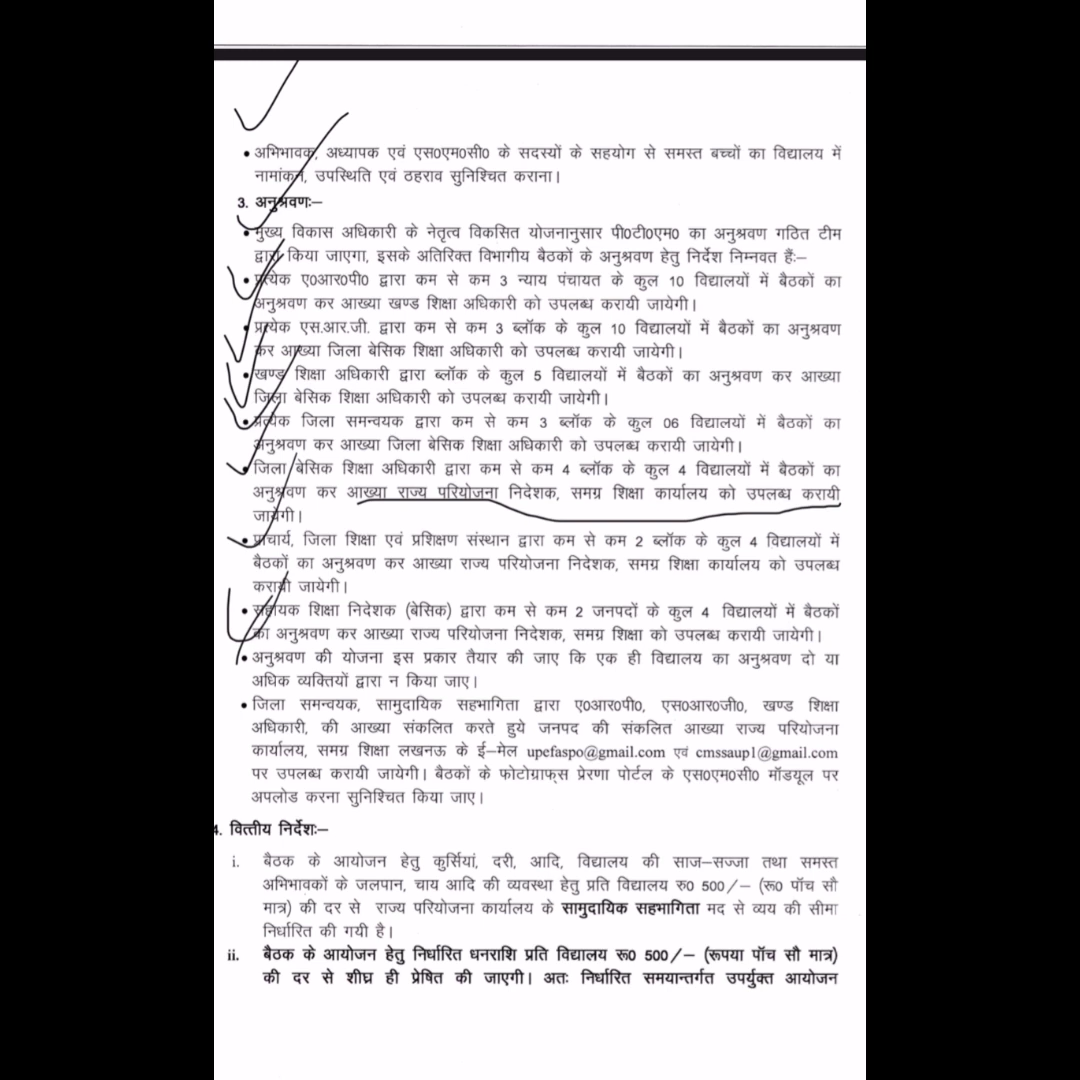 • अभिभावक, अध्यापक एवं एस0एम0सी0 के सदस्यों के सहयोग से समस्त बच्चों का विद्यालय में
नामांकन, उपस्थिति एवं ठहराव सुनिश्चित कराना।
3. अनुश्रवणः–
• मुख्य विकास अधिकारी के नेतृत्व विकसित योजनानुसार पी0टी0एम0 का अनुश्रवण गठित टीम
द्वारा किया जाएगा, इसके अतिरिक्त विभागीय बैठकों के अनुश्रवण हेतु निर्देश निम्नवत हैंः–
• प्रत्येक ए0आर0पी0 द्वारा कम से कम 3 न्याय पंचायत के कुल 10 विद्यालयों में बैठकों का
अनुश्रवण कर आख्या खण्ड शिक्षा अधिकारी को उपलब्ध करायी जायेगी।
• प्रत्येक एस.आर.जी. द्वारा कम से कम 3 ब्लॉक के कुल 10 विद्यालयों में बैठकों का अनुश्रवण
कर आख्या जिला बेसिक शिक्षा अधिकारी को उपलब्ध करायी जायेगी।
• खण्ड शिक्षा अधिकारी द्वारा ब्लॉक के कुल 5 विद्यालयों में बैठकों का अनुश्रवण कर आख्या
जिला बेसिक शिक्षा अधिकारी को उपलब्ध करायी जायेगी।
• प्रत्येक जिला समन्वयक द्वारा कम से कम 3 ब्लॉक के कुल 06 विद्यालयों में बैठकों का
अनुश्रवण कर आख्या जिला बेसिक शिक्षा अधिकारी को उपलब्ध करायी जायेगी।
• जिला बेसिक शिक्षा अधिकारी द्वारा कम से कम 4 ब्लॉक के कुल 4 विद्यालयों में बैठकों का
अनुश्रवण कर आख्या राज्य परियोजना निदेशक, समग्र शिक्षा कार्यालय को उपलब्ध करायी
जायेगी।
• प्राचार्य, जिला शिक्षा एवं प्रशिक्षण संस्थान द्वारा कम से कम 2 ब्लॉक के कुल 4 विद्यालयों में
बैठकों का अनुश्रवण कर आख्या राज्य परियोजना निदेशक, समग्र शिक्षा कार्यालय को उपलब्ध
करायी जायेगी।
• सहायक शिक्षा निदेशक (बेसिक) द्वारा कम से कम 2 जनपदों के कुल 4 विद्यालयों में बैठकों
का अनुश्रवण कर आख्या राज्य परियोजना निदेशक, समग्र शिक्षा को उपलब्ध करायी जायेगी।
• अनुश्रवण की योजना इस प्रकार तैयार की जाए कि एक ही विद्यालय का अनुश्रवण दो या
अधिक व्यक्तियों द्वारा न किया जाए।
• जिला समन्वयक, सामुदायिक सहभागिता द्वारा ए0आर0पी0, एस0आर0जी0, खण्ड शिक्षा
अधिकारी, की आख्या संकलित करते हुये जनपद की संकलित आख्या राज्य परियोजना
कार्यालय, समग्र शिक्षा लखनऊ के ई–मेल upefaspo@gmail.com एवं cmssaup1@gmail.com
पर उपलब्ध करायी जायेगी। बैठकों के फोटोग्राफ्स प्रेरणा पोर्टल के एस0एम0सी0 मॉडयूल पर
अपलोड करना सुनिश्चित किया जाए।
4. वित्तीय निर्देशः–
i. बैठक के आयोजन हेतु कुर्सियां, दरी, आदि, विद्यालय की साज–सज्जा तथा समस्त
अभिभावकों के जलपान, चाय आदि की व्यवस्था हेतु प्रति विद्यालय रु0 500/– (रू0 पॉच सौ
मात्र) की दर से राज्य परियोजना कार्यालय के सामुदायिक सहभागिता मद से व्यय की सीमा
निर्धारित की गयी है।
ii. बैठक के आयोजन हेतु निर्धारित धनराशि प्रति विद्यालय रू0 500/– (रूपया पॉच सौ मात्र)
की दर से शीघ्र ही प्रेषित की जाएगी। अतः निर्धारित समयान्तर्गत उपर्युक्त आयोजन